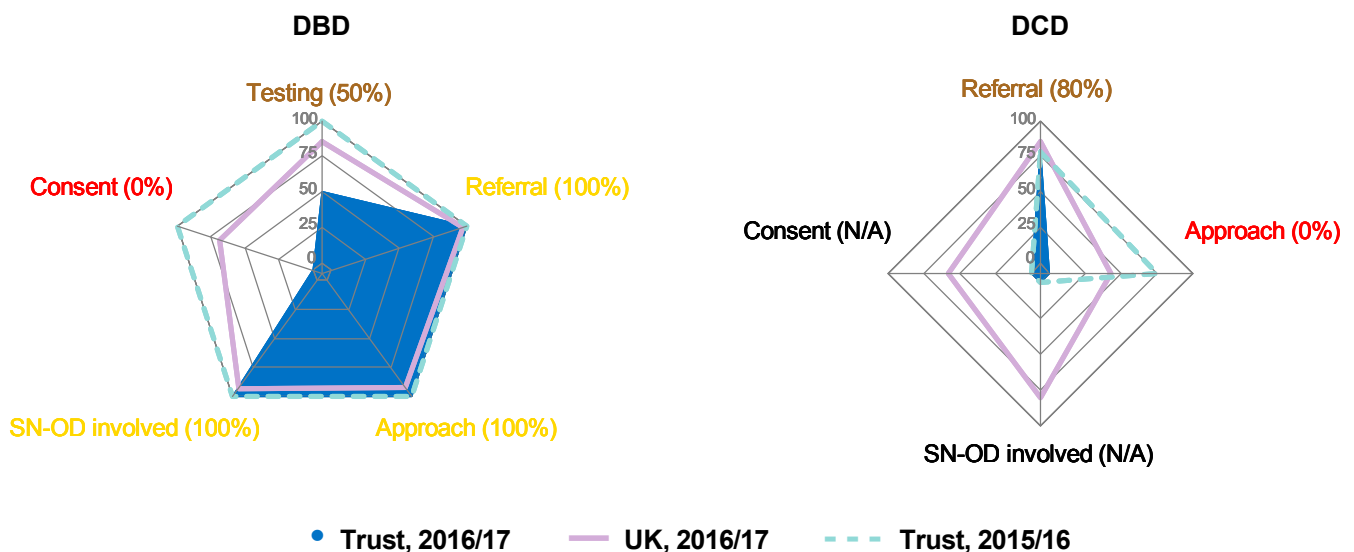 DBD
Testing (50%)
100
75
50
25
0
Consent (0%)
Referral (100%)
SN-OD involved (100%)
Approach (100%)
DCD
Referral (80%)
100
75
50
25
0
Consent (N/A)
Approach (0%)
SN-OD involved (N/A)
Trust, 2016/17
UK, 2016/17
Trust, 2015/16